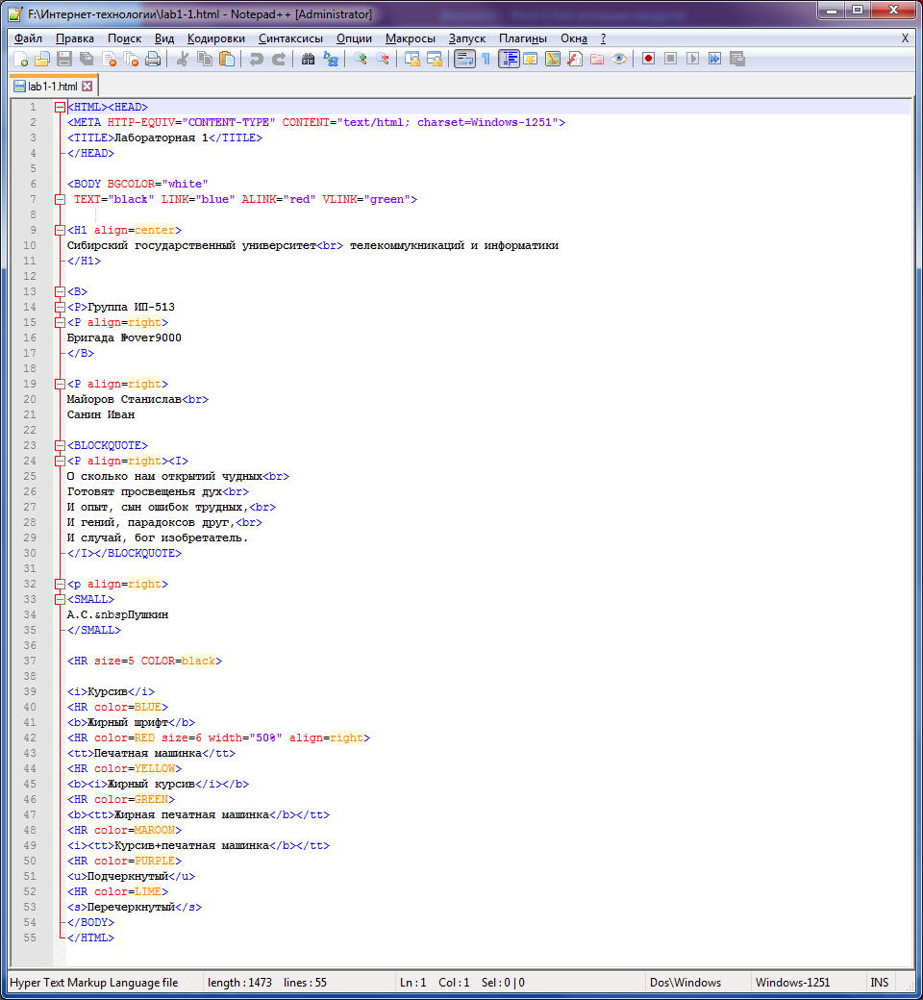 F:\Интернет-технологии\lab1-1.html - Notepad++ [Administrator]
Файл Правка Поиск Вид Кодировки Синтаксисы Опции Макросы Запуск Плагины Окна ? X
lab1-1.html
1 <HTML><HEAD>
2 <META HTTP-EQUIV="CONTENT-TYPE" CONTENT="text/html; charset=Windows-1251">
3 <TITLE>Лабораторная 1</TITLE>
4 </HEAD>
5
6 <BODY BGCOLOR="white"
7 TEXT="black" LINK="blue" ALINK="red" VLINK="green">
8
9 <H1 align=center>
10 Сибирский государственный университет<br> телекоммукникаций и информатики
11 </H1>
12
13 <B>
14 <P>Группа ИП-513
15 <P align=right>
16 Бригада №over9000
17 </B>
18
19 <P align=right>
20 Майоров Станислав<br>
21 Санин Иван
22
23 <BLOCKQUOTE>
24 <P align=right><I>
25 О сколько нам открытий чудных<br>
26 Готовят просвещенья дух<br>
27 И опыт, сын ошибок трудных,<br>
28 И гений, парадоксов друг,<br>
29 И случай, бог изобретатель.
30 </I></BLOCKQUOTE>
31
32 <p align=right>
33 <SMALL>
34 А.С.&nbspПушкин
35 </SMALL>
36
37 <HR size=5 COLOR=black>
38
39 <i>Курсив</i>
40 <HR color=BLUE>
41 <b>Жирный шрифт</b>
42 <HR color=RED size=6 width="50%" align=right>
43 <tt>Печатная машинка</tt>
44 <HR color=YELLOW>
45 <b><i>Жирный курсив</i></b>
46 <HR color=GREEN>
47 <b><tt>Жирная печатная машинка</b></tt>
48 <HR color=MAROON>
49 <i><tt>Курсив+печатная машинка</b></tt>
50 <HR color=PURPLE>
51 <u>Подчеркнутый</u>
52 <HR color=LIME>
53 <s>Перечеркнутый</s>
54 </BODY>
55 </HTML>
Hyper Text Markup Language file length : 1473 lines : 55 Ln : 1 Col : 1 Sel : 0 | 0 Dos\Windows Windows-1251 INS